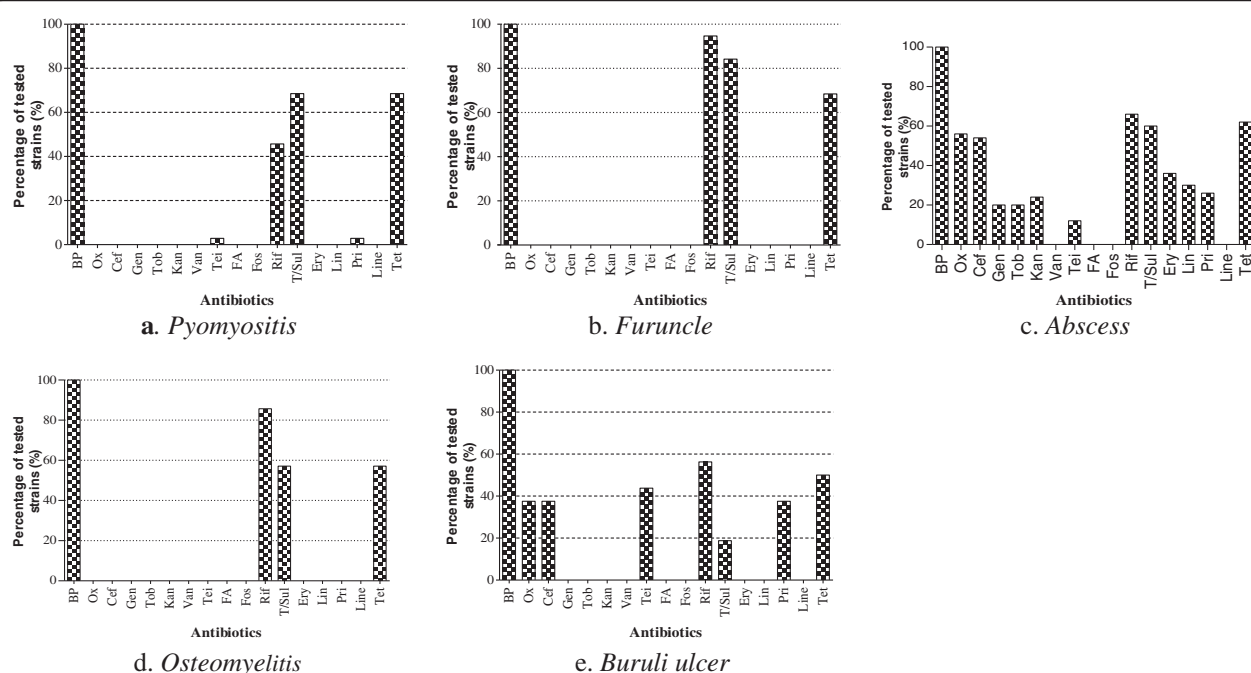 Percentage of tested
strains (%)
100
80
60
40
20
0
BP Ox Cef Gen Tob Kan Van Tei FA Fos Rif T/Sul Ery Lin Pri Line Tet
Antibiotics
a. Pyomyositis
Percentage of tested
strains (%)
100
80
60
40
20
0
BP Ox Cef Gen Tob Kan Van Tei FA Fos Rif T/Sul Ery Lin Pri Line Tet
Antibiotics
b. Furuncle
Percentage of tested
strains (%)
100
80
60
40
20
0
BP Ox Cef Gen Tob Kan Van Tei FA Fos Rif T/Sul Ery Lin Pri Line Tet
Antibiotics
c. Abscess
Percentage of tested
strains (%)
100
80
60
40
20
0
BP Ox Cef Gen Tob Kan Van Tei FA Fos Rif T/Sul Ery Lin Pri Line Tet
Antibiotics
d. Osteomyelitis
Percentage of tested
strains (%)
100
80
60
40
20
0
BP Ox Cef Gen Tob Kan Van Tei FA Fos Rif T/Sul Ery Lin Pri Line Tet
Antibiotics
e. Buruli ulcer